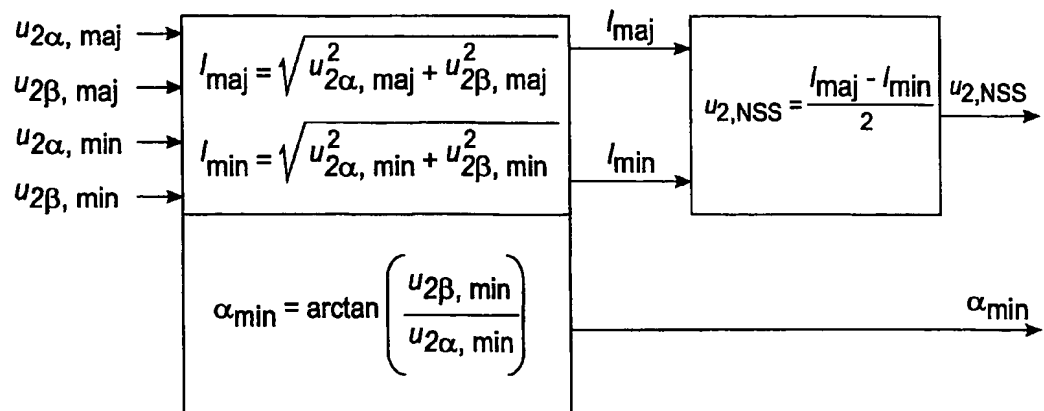 u2α, maj
u2β, maj
u2α, min
u2β, min
lmaj = √(u²2α, maj + u²2β, maj)
lmin = √(u²2α, min + u²2β, min)
αmin = arctan (u2β, min / u2α, min)
lmaj
lmin
u2,NSS = (lmaj - lmin) / 2
u2,NSS
αmin